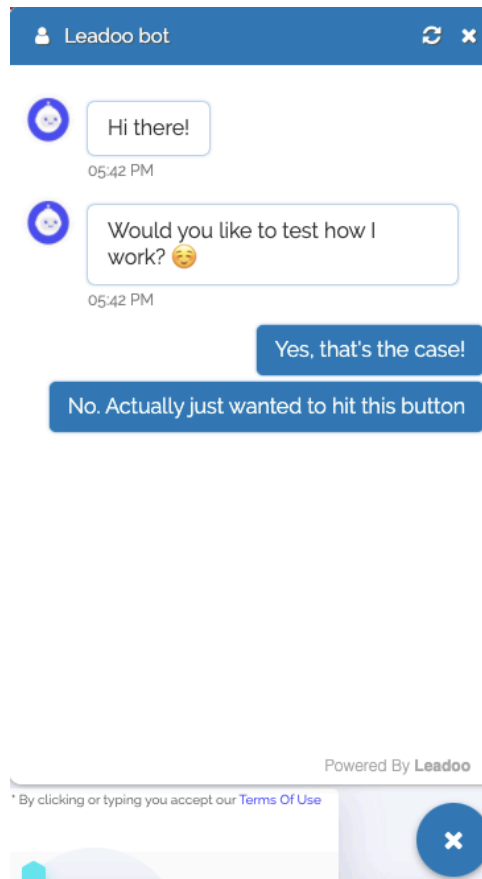 Leadoo bot
Hi there!
05:42 PM
Would you like to test how I
work? ☺️
05:42 PM
Yes, that's the case!
No. Actually just wanted to hit this button
Powered By Leadoo
* By clicking or typing you accept our Terms Of Use